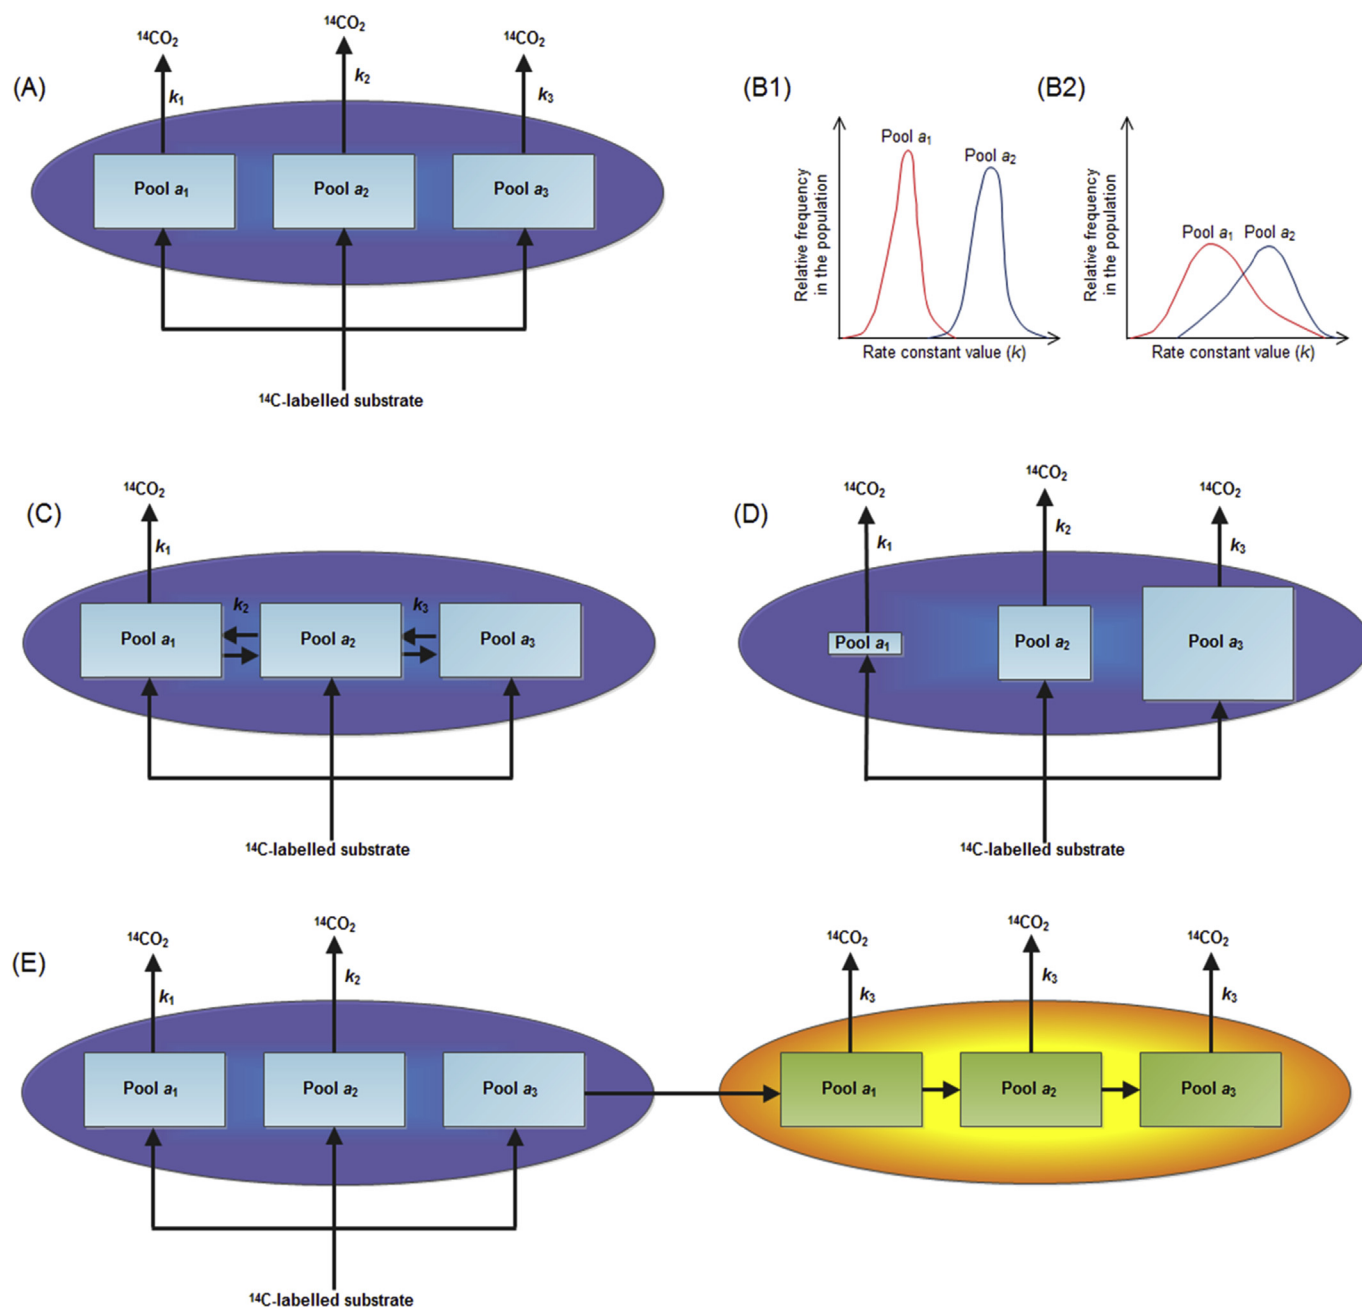 (A)
¹⁴CO₂
¹⁴CO₂
¹⁴CO₂
k₁
k₂
k₃
Pool a₁
Pool a₂
Pool a₃
¹⁴C-labelled substrate
(B1)
Relative frequency
in the population
Pool a₁
Pool a₂
Rate constant value (k)
(B2)
Relative frequency
in the population
Pool a₁
Pool a₂
Rate constant value (k)
(C)
¹⁴CO₂
k₁
k₂
k₃
Pool a₁
Pool a₂
Pool a₃
¹⁴C-labelled substrate
(D)
¹⁴CO₂
¹⁴CO₂
¹⁴CO₂
k₁
k₂
k₃
Pool a₁
Pool a₂
Pool a₃
¹⁴C-labelled substrate
(E)
¹⁴CO₂
¹⁴CO₂
k₁
k₂
Pool a₁
Pool a₂
Pool a₃
¹⁴C-labelled substrate
¹⁴CO₂
¹⁴CO₂
¹⁴CO₂
k₃
k₃
k₃
Pool a₁
Pool a₂
Pool a₃